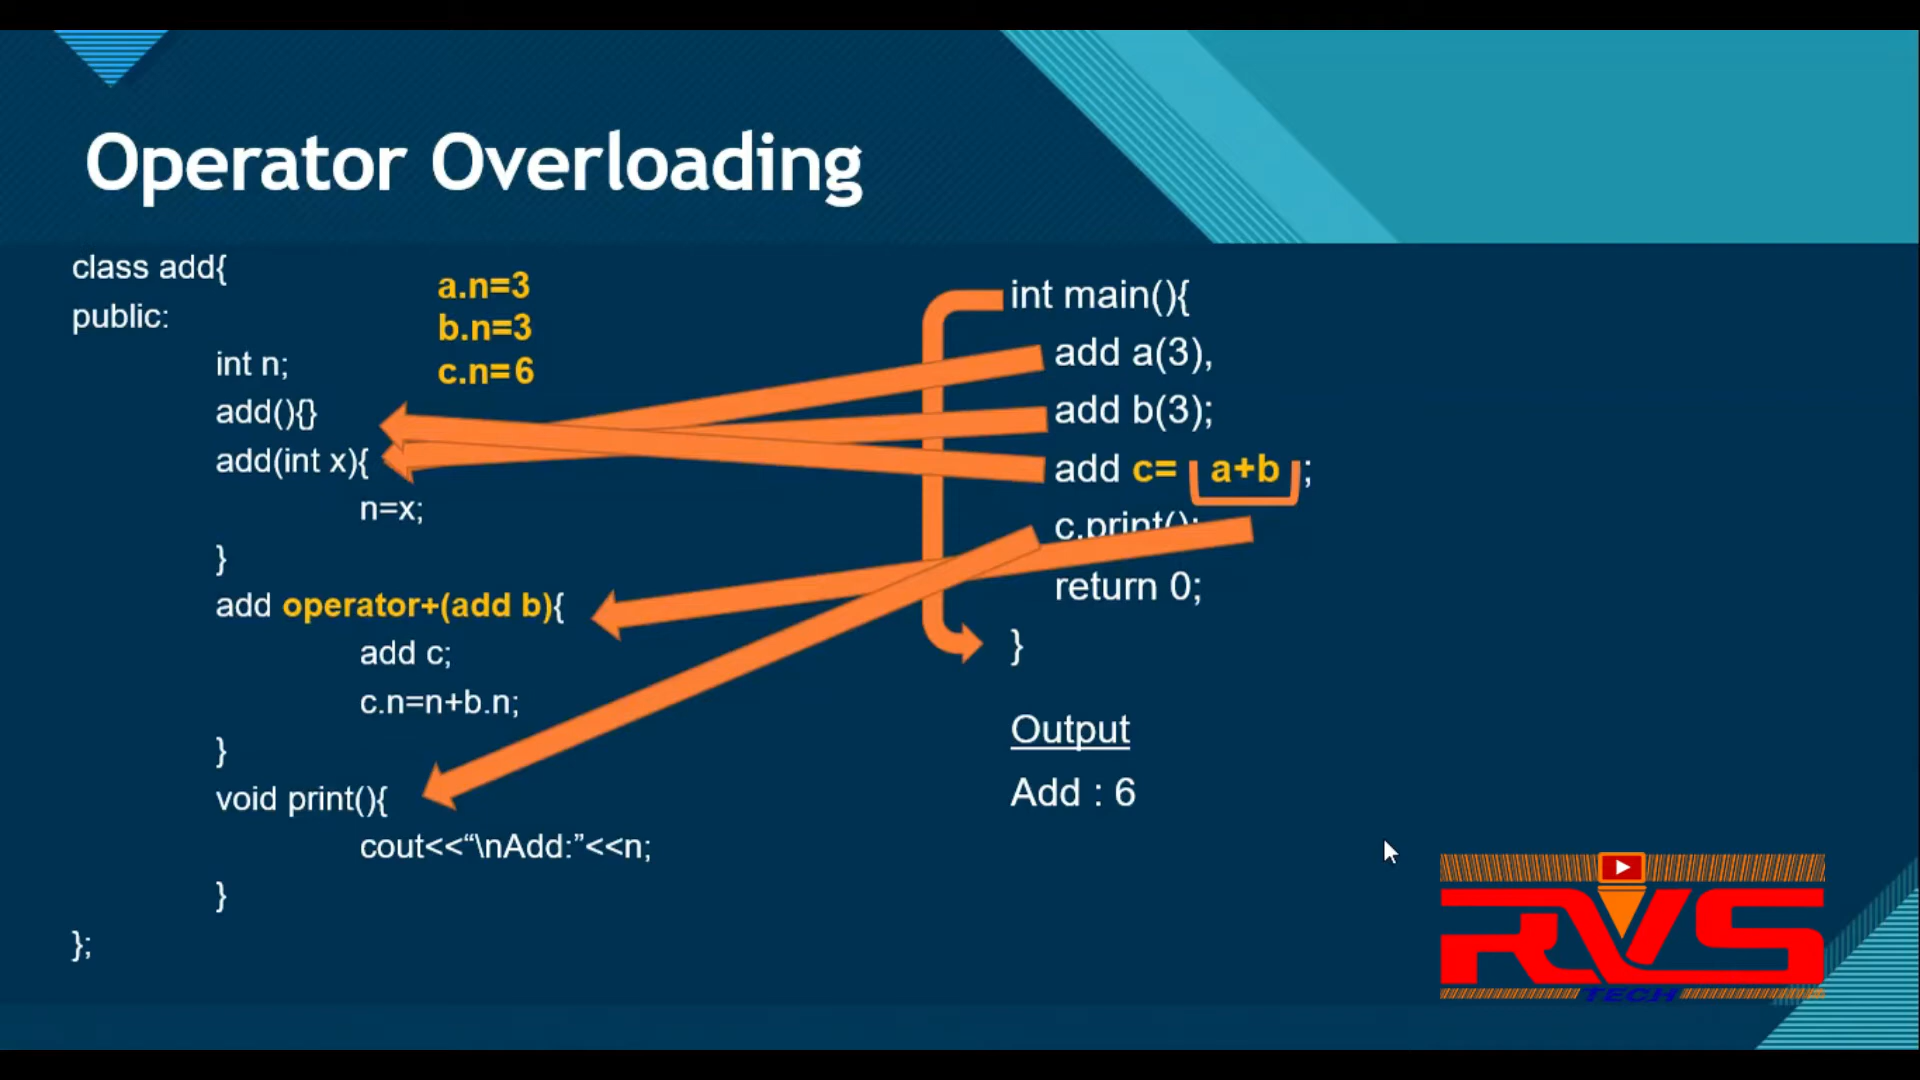 Operator Overloading
class add{
public:
int n;
add(){}
add(int x){
n=x;
}
add operator+(add b){
add c;
c.n=n+b.n;
}
void print(){
cout<<“\nAdd:”<<n;
}
};
a.n=3
b.n=3
c.n=6
int main(){
add a(3),
add b(3);
add c= a+b ;
c.print();
return 0;
}
Output
Add : 6
RVS
TECH